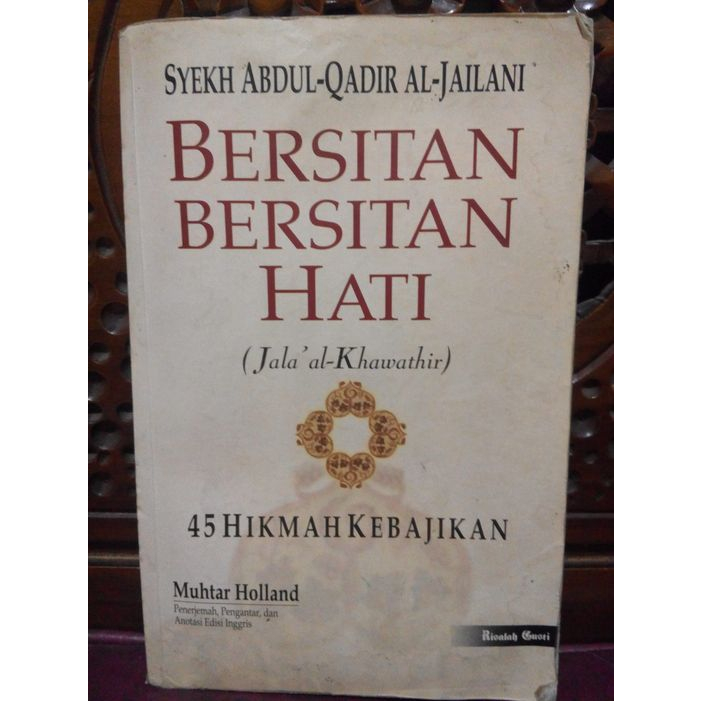 SYEKH ABDUL-QADIR AL-JAILANI
BERSITAN
BERSITAN
HATI
(Jala' al-Khawathir)
45 HIKMAH KEBAJIKAN
Muhtar Holland
Penerjemah, Pengantar, dan
Anotasi Edisi Inggris
Risalah Gusti